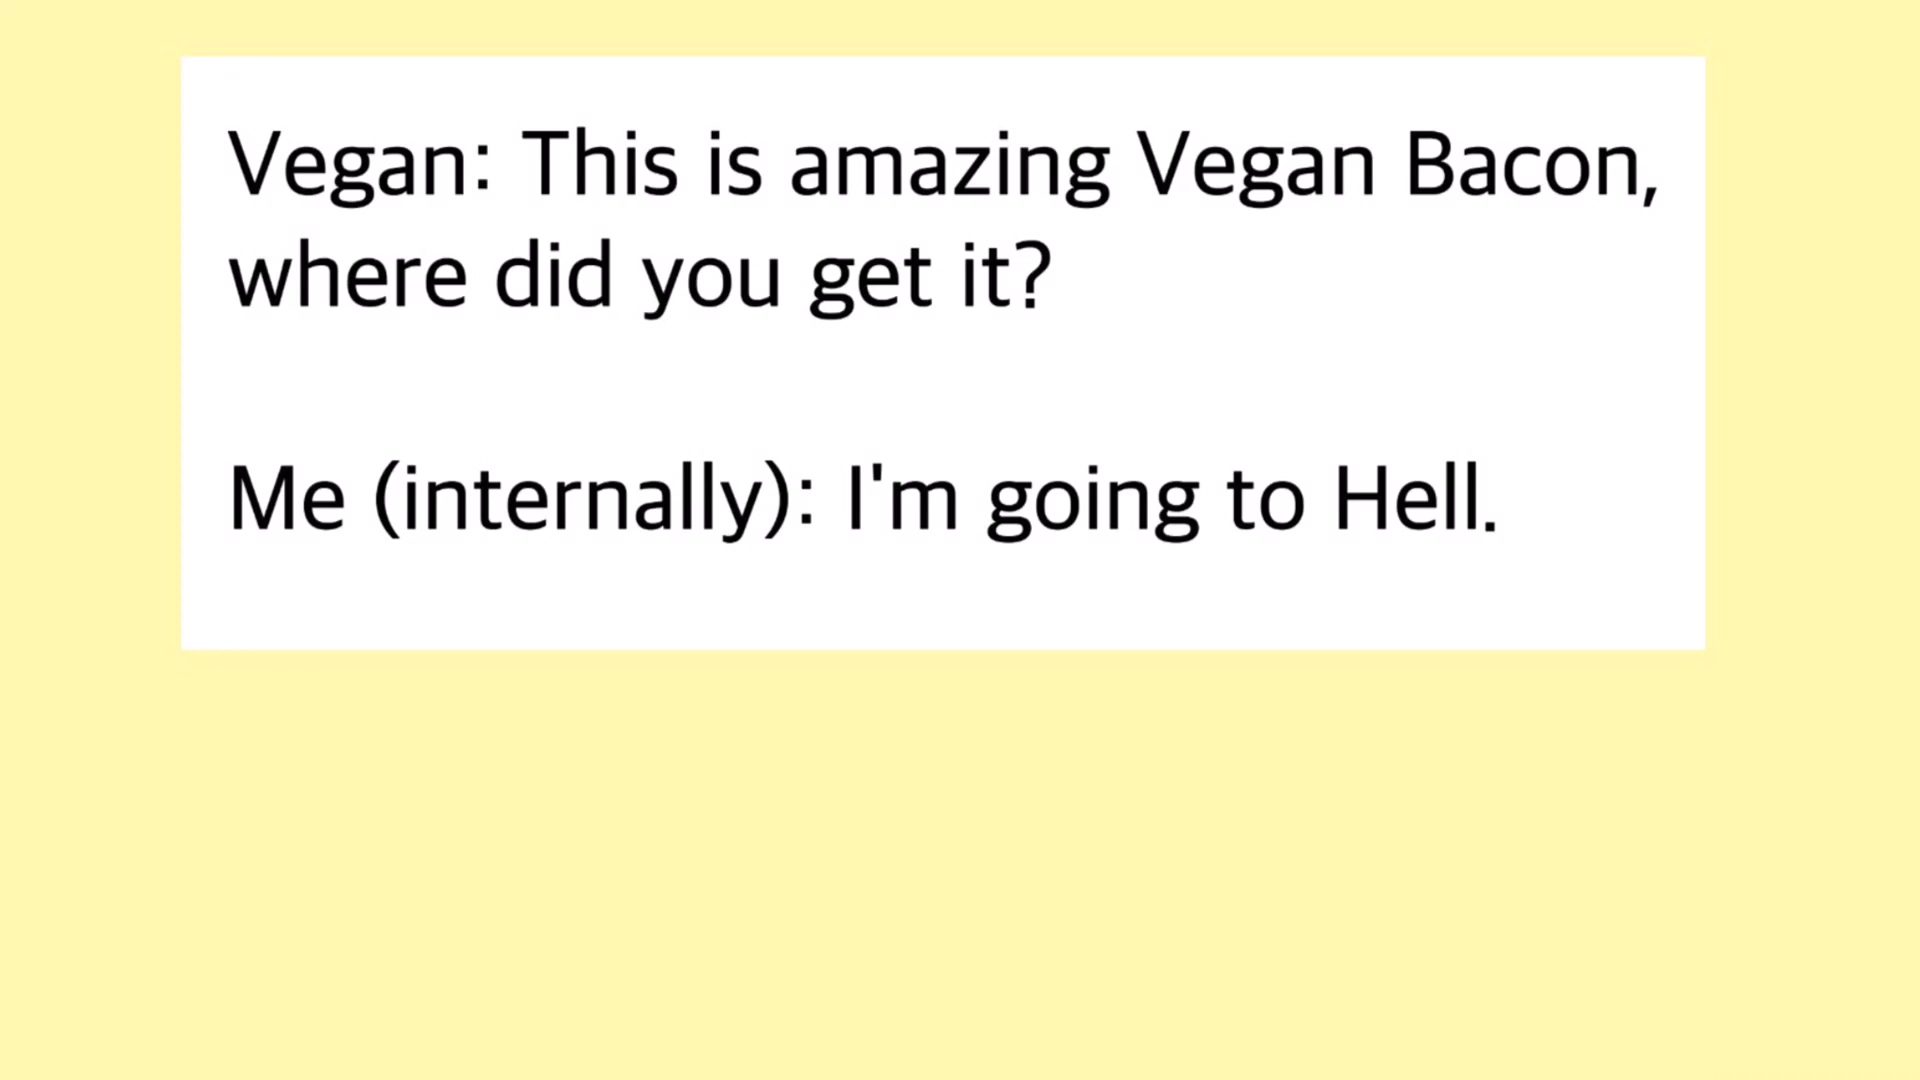 Vegan: This is amazing Vegan Bacon,
where did you get it?
Me (internally): I'm going to Hell.